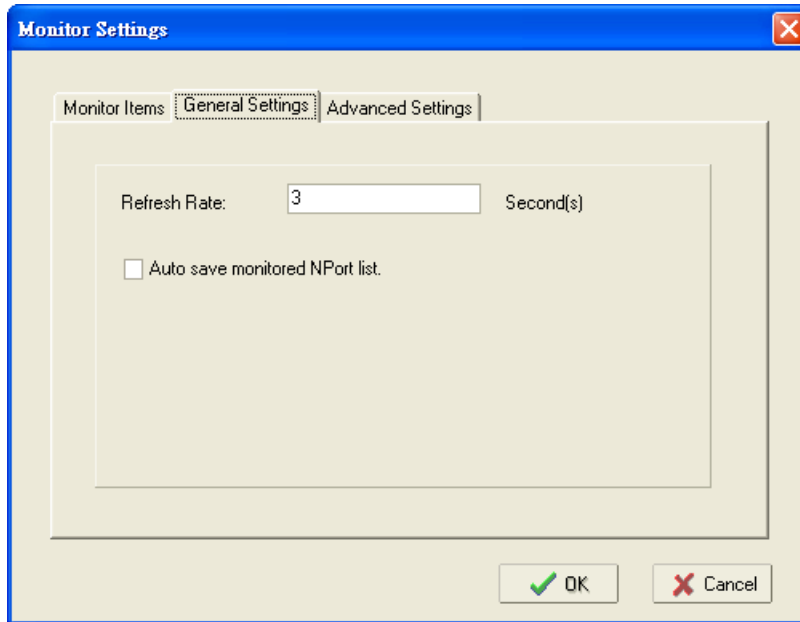 Monitor Settings
Monitor Items General Settings Advanced Settings
Refresh Rate: 3 Second(s)
Auto save monitored NPort list.
OK Cancel